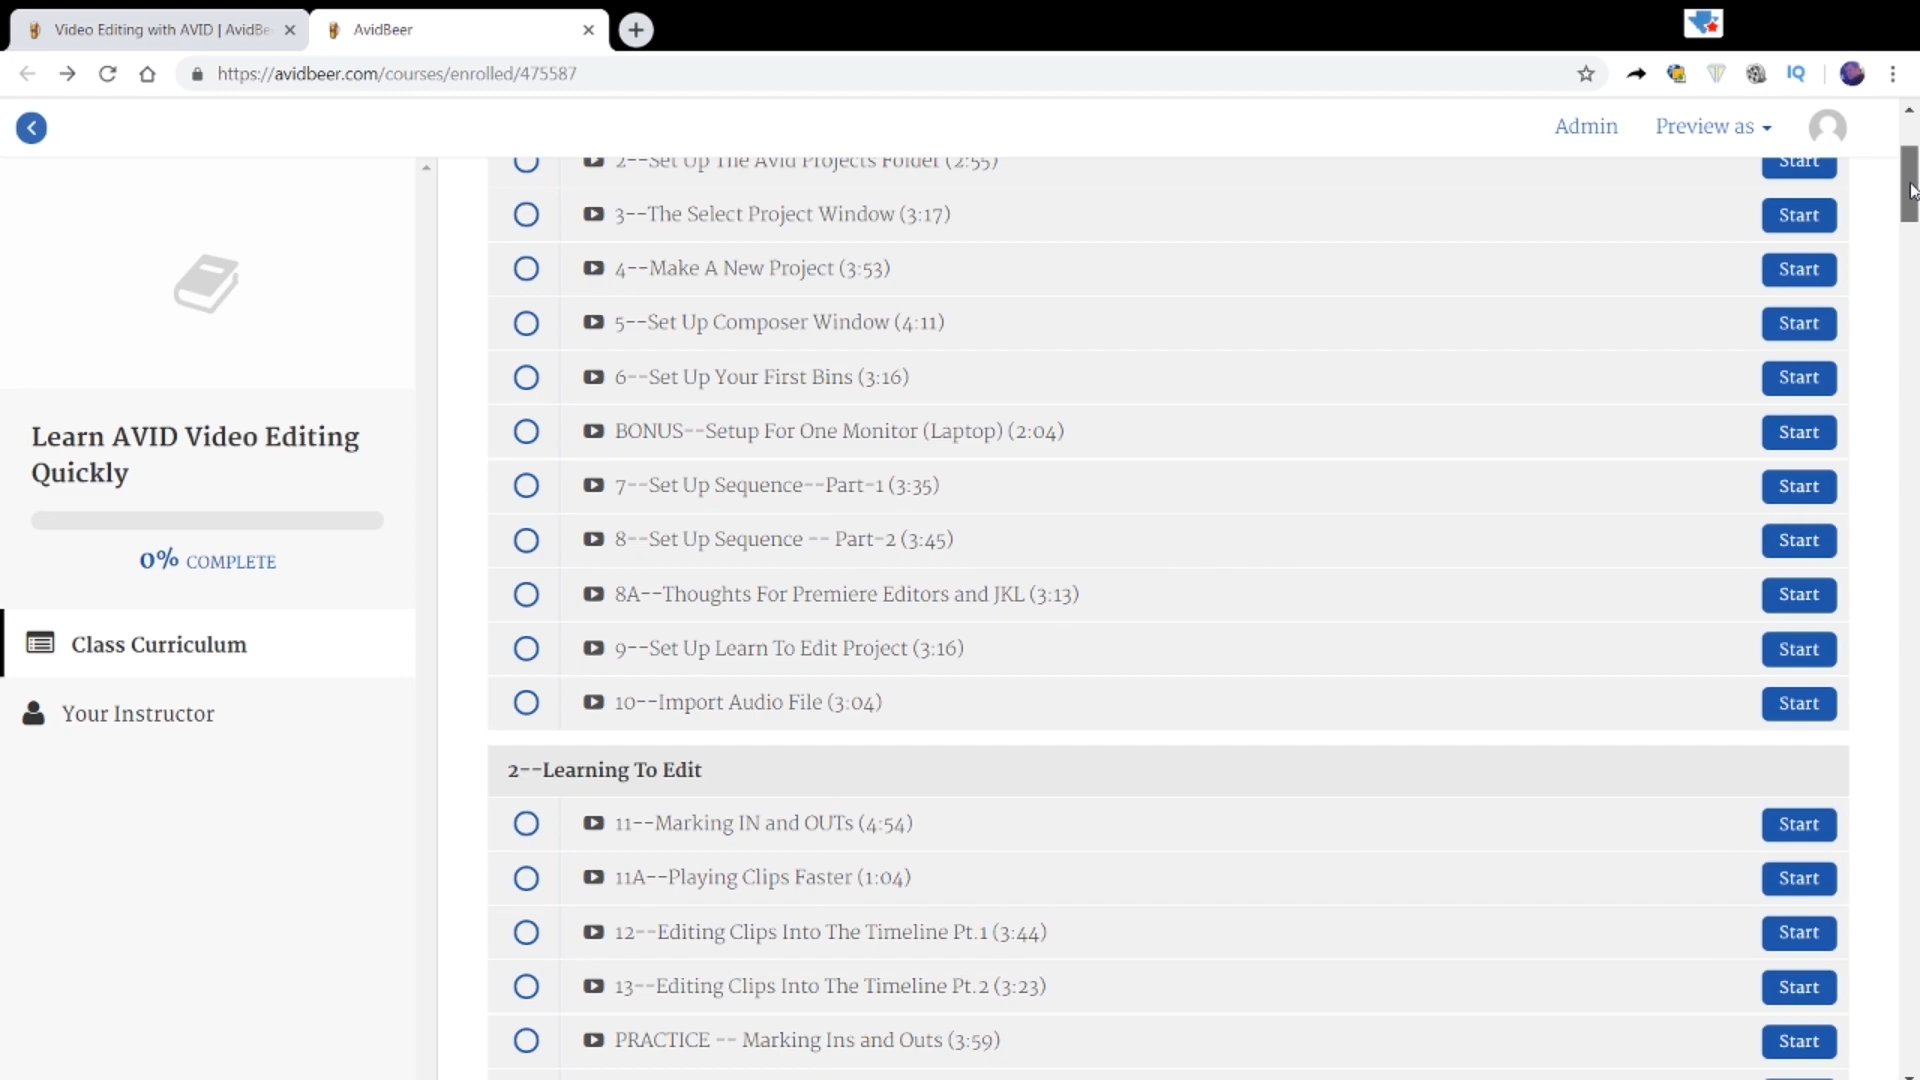 Video Editing with AVID | AvidBe
AvidBeer
https://avidbeer.com/courses/enrolled/475587
IQ
Admin
Preview as
2--Set Up The Avid Projects Folder (2:55)
Start
3--The Select Project Window (3:17)
Start
4--Make A New Project (3:53)
Start
5--Set Up Composer Window (4:11)
Start
6--Set Up Your First Bins (3:16)
Start
BONUS--Setup For One Monitor (Laptop) (2:04)
Start
7--Set Up Sequence--Part-1 (3:35)
Start
8--Set Up Sequence -- Part-2 (3:45)
Start
8A--Thoughts For Premiere Editors and JKL (3:13)
Start
9--Set Up Learn To Edit Project (3:16)
Start
10--Import Audio File (3:04)
Start
2--Learning To Edit
11--Marking IN and OUTs (4:54)
Start
11A--Playing Clips Faster (1:04)
Start
12--Editing Clips Into The Timeline Pt.1 (3:44)
Start
13--Editing Clips Into The Timeline Pt.2 (3:23)
Start
PRACTICE -- Marking Ins and Outs (3:59)
Start
Learn AVID Video Editing
Quickly
0% COMPLETE
Class Curriculum
Your Instructor